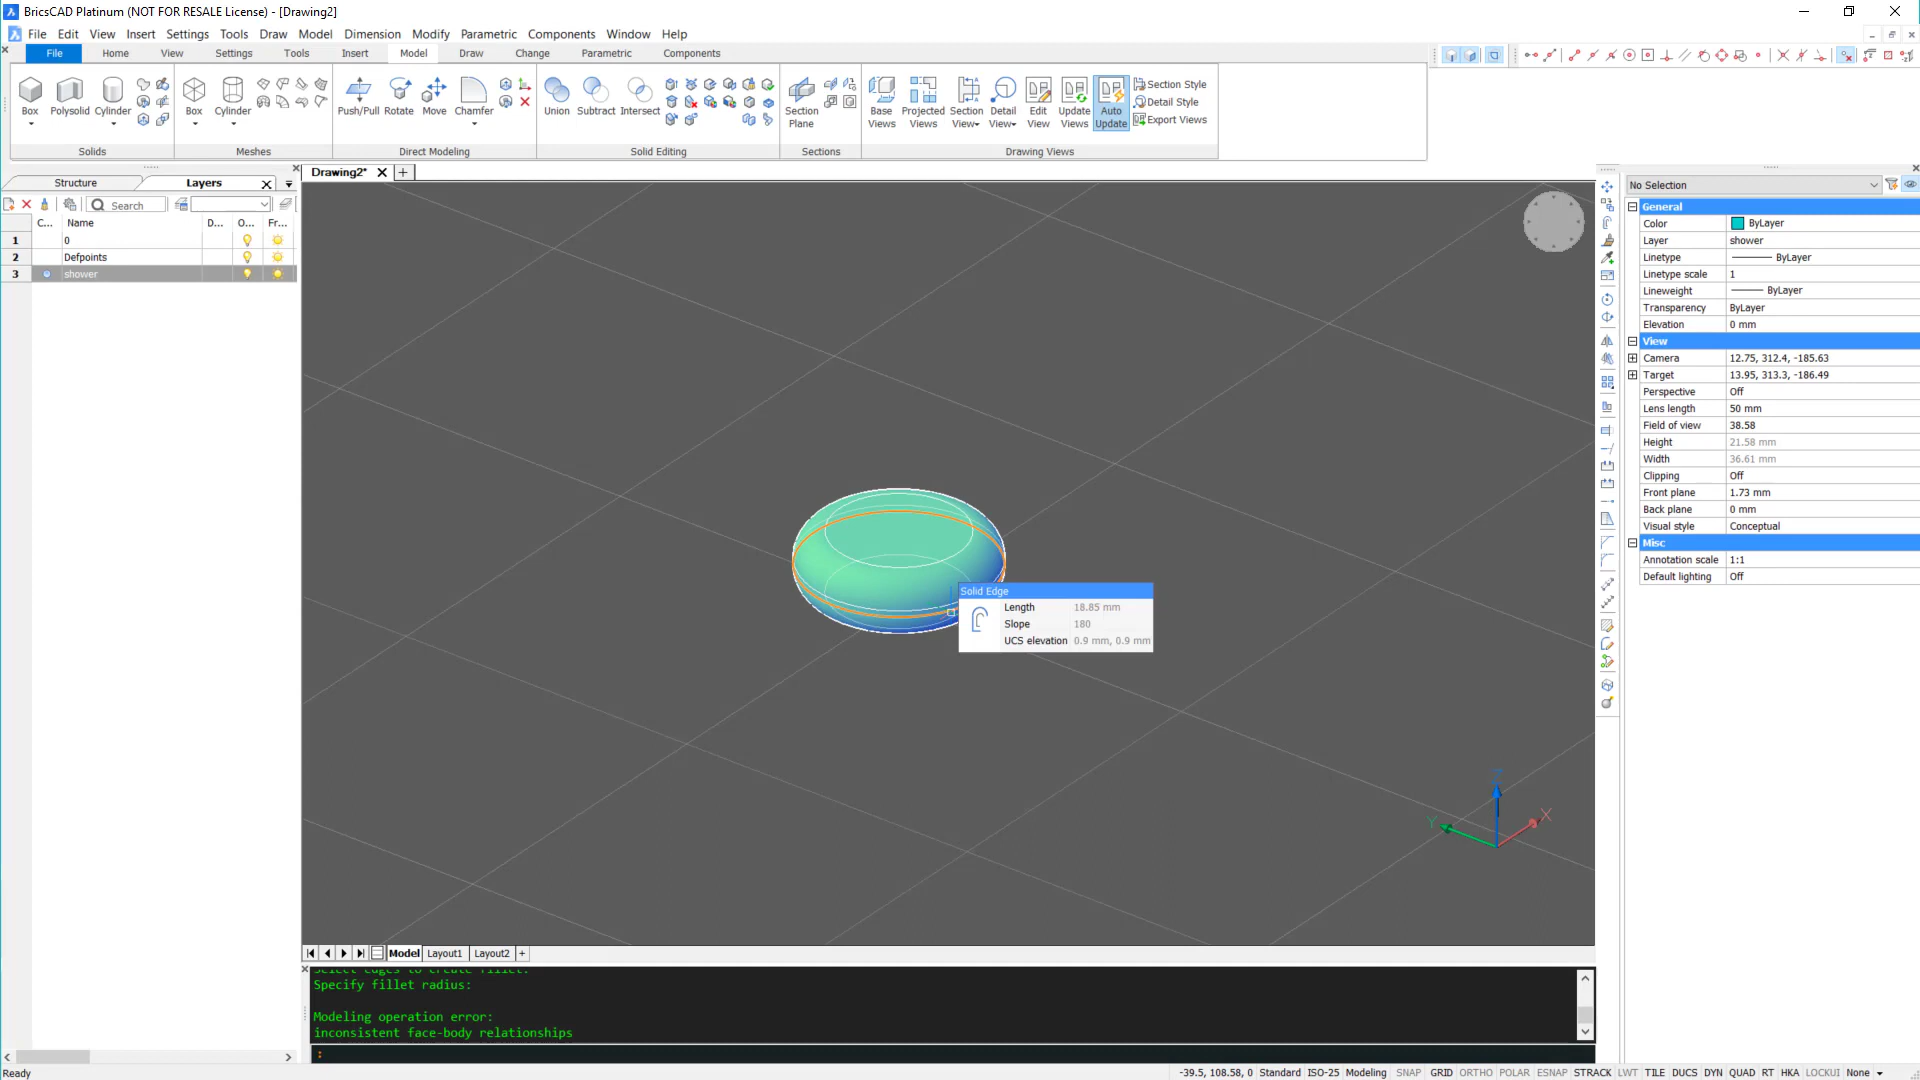 BricsCAD Platinum (NOT FOR RESALE License) - [Drawing2]
File Edit View Insert Settings Tools Draw Model Dimension Modify Parametric Components Window Help
File Home View Settings Tools Insert Model Draw Change Parametric Components
Box Polysolid Cylinder Box Cylinder Push/Pull Rotate Move Chamfer Union Subtract Intersect Section Plane Base Views Projected Views Section View Detail View Edit View Update Views Auto Update Section Style
Detail Style
Export Views
Solids Meshes Direct Modeling Solid Editing Sections Drawing Views
Structure Layers
Search
C... Name D... O... Fr...
1 0
2 Defpoints
3 shower
Drawing2*
Solid Edge
Length 18.85 mm
Slope 180
UCS elevation 0.9 mm, 0.9 mm
Z
Y
X
No Selection
General
Color ByLayer
Layer shower
Linetype ByLayer
Linetype scale 1
Lineweight ByLayer
Transparency ByLayer
Elevation 0 mm
View
Camera 12.75, 312.4, -185.63
Target 13.95, 313.3, -186.49
Perspective Off
Lens length 50 mm
Field of view 38.58
Height 21.58 mm
Width 36.61 mm
Clipping Off
Front plane 1.73 mm
Back plane 0 mm
Visual style Conceptual
Misc
Annotation scale 1:1
Default lighting Off
Model Layout1 Layout2 +
Select edges to create fillet:
Specify fillet radius:
Modeling operation error:
inconsistent face-body relationships
:
Ready
-39.5, 108.58, 0 Standard ISO-25 Modeling SNAP GRID ORTHO POLAR ESNAP STRACK LWT TILE DUCS DYN QUAD RT HKA LOCKUI None